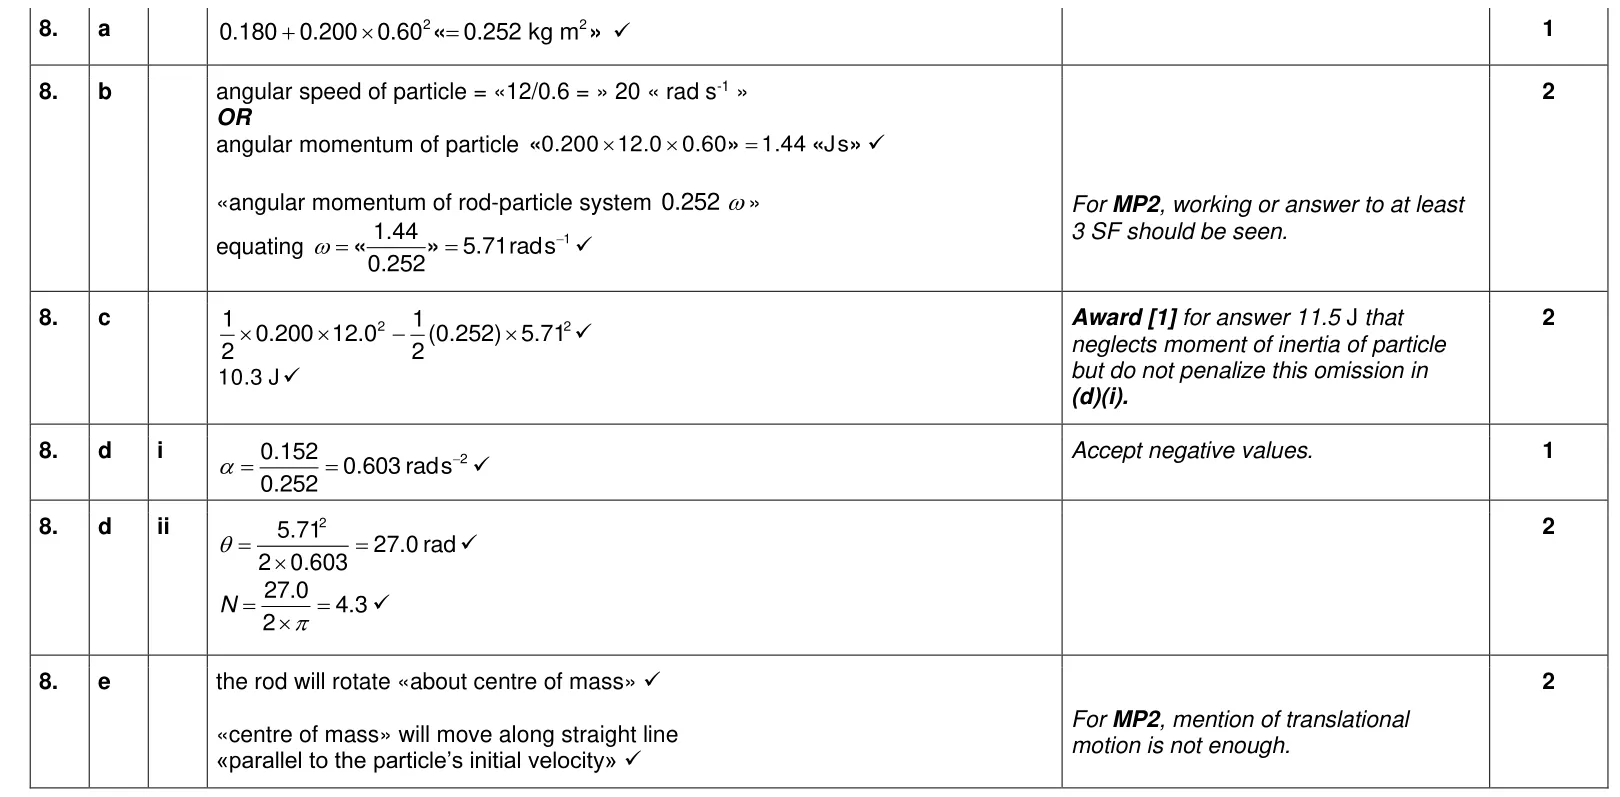 8. a 0.180 + 0.200 × 0.60² «= 0.252 kg m²» ✓ 1
8. b angular speed of particle = «12/0.6 = » 20 « rad s⁻¹ » 2
OR
angular momentum of particle «0.200 × 12.0 × 0.60» = 1.44 «Js» ✓
«angular momentum of rod-particle system 0.252 ω»
equating ω = «1.44/0.252» = 5.71 rad s⁻¹ ✓
For MP2, working or answer to at least
3 SF should be seen.
8. c 1/2 × 0.200 × 12.0² − 1/2 (0.252) × 5.71² ✓
10.3 J ✓
Award [1] for answer 11.5 J that
neglects moment of inertia of particle
but do not penalize this omission in
(d)(i).
2
8. d i α = 0.152/0.252 = 0.603 rad s⁻² ✓ Accept negative values. 1
8. d ii θ = 5.71²/(2 × 0.603) = 27.0 rad ✓ 2
N = 27.0/(2 × π) = 4.3 ✓
8. e the rod will rotate «about centre of mass» ✓ 2
«centre of mass» will move along straight line
«parallel to the particle's initial velocity» ✓
For MP2, mention of translational
motion is not enough.